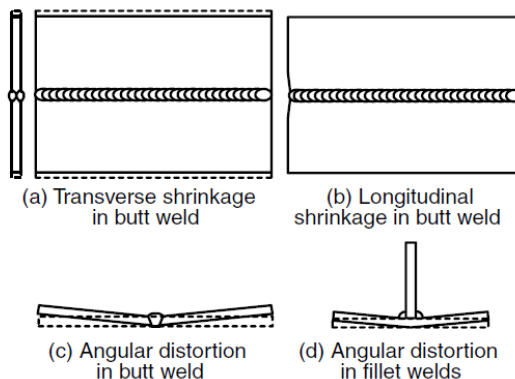 (a) Transverse shrinkage
in butt weld
(b) Longitudinal
shrinkage in butt weld
(c) Angular distortion
in butt weld
(d) Angular distortion
in fillet welds